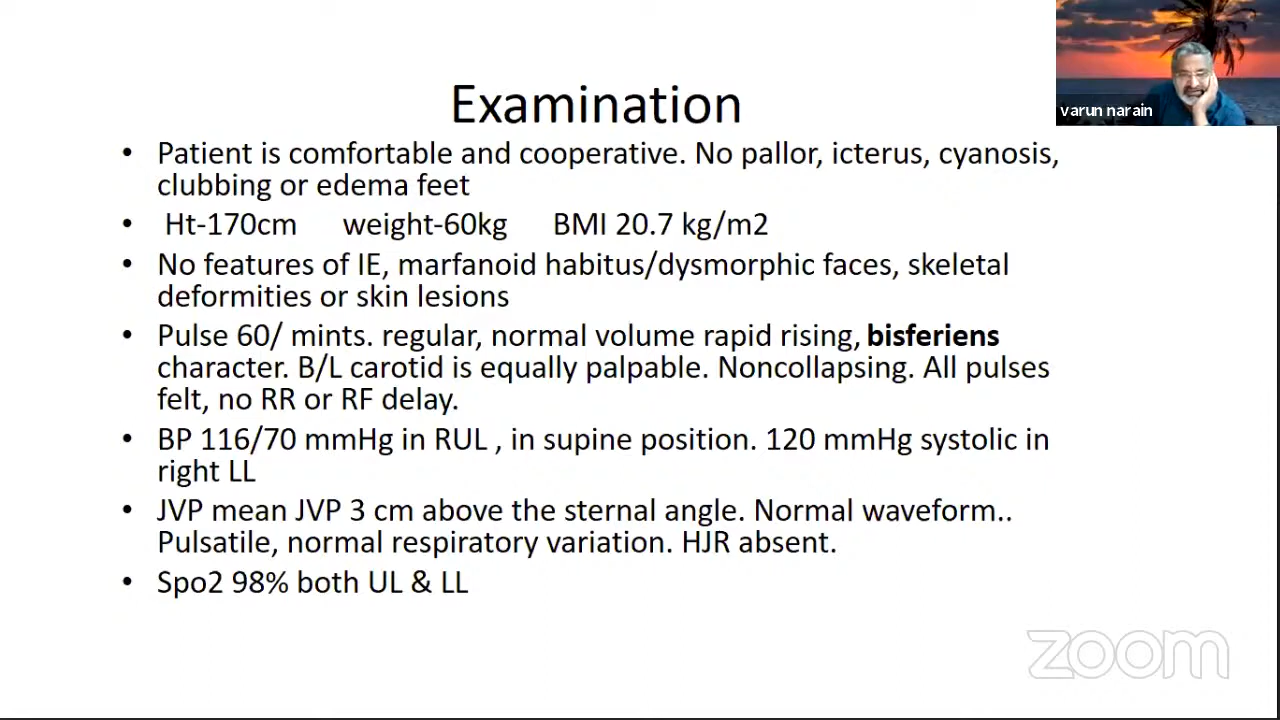 varun narain
Examination
• Patient is comfortable and cooperative. No pallor, icterus, cyanosis,
clubbing or edema feet
• Ht-170cm weight-60kg BMI 20.7 kg/m2
• No features of IE, marfanoid habitus/dysmorphic faces, skeletal
deformities or skin lesions
• Pulse 60/ mints. regular, normal volume rapid rising, bisferiens
character. B/L carotid is equally palpable. Noncollapsing. All pulses
felt, no RR or RF delay.
• BP 116/70 mmHg in RUL , in supine position. 120 mmHg systolic in
right LL
• JVP mean JVP 3 cm above the sternal angle. Normal waveform..
Pulsatile, normal respiratory variation. HJR absent.
• Spo2 98% both UL & LL
zoom